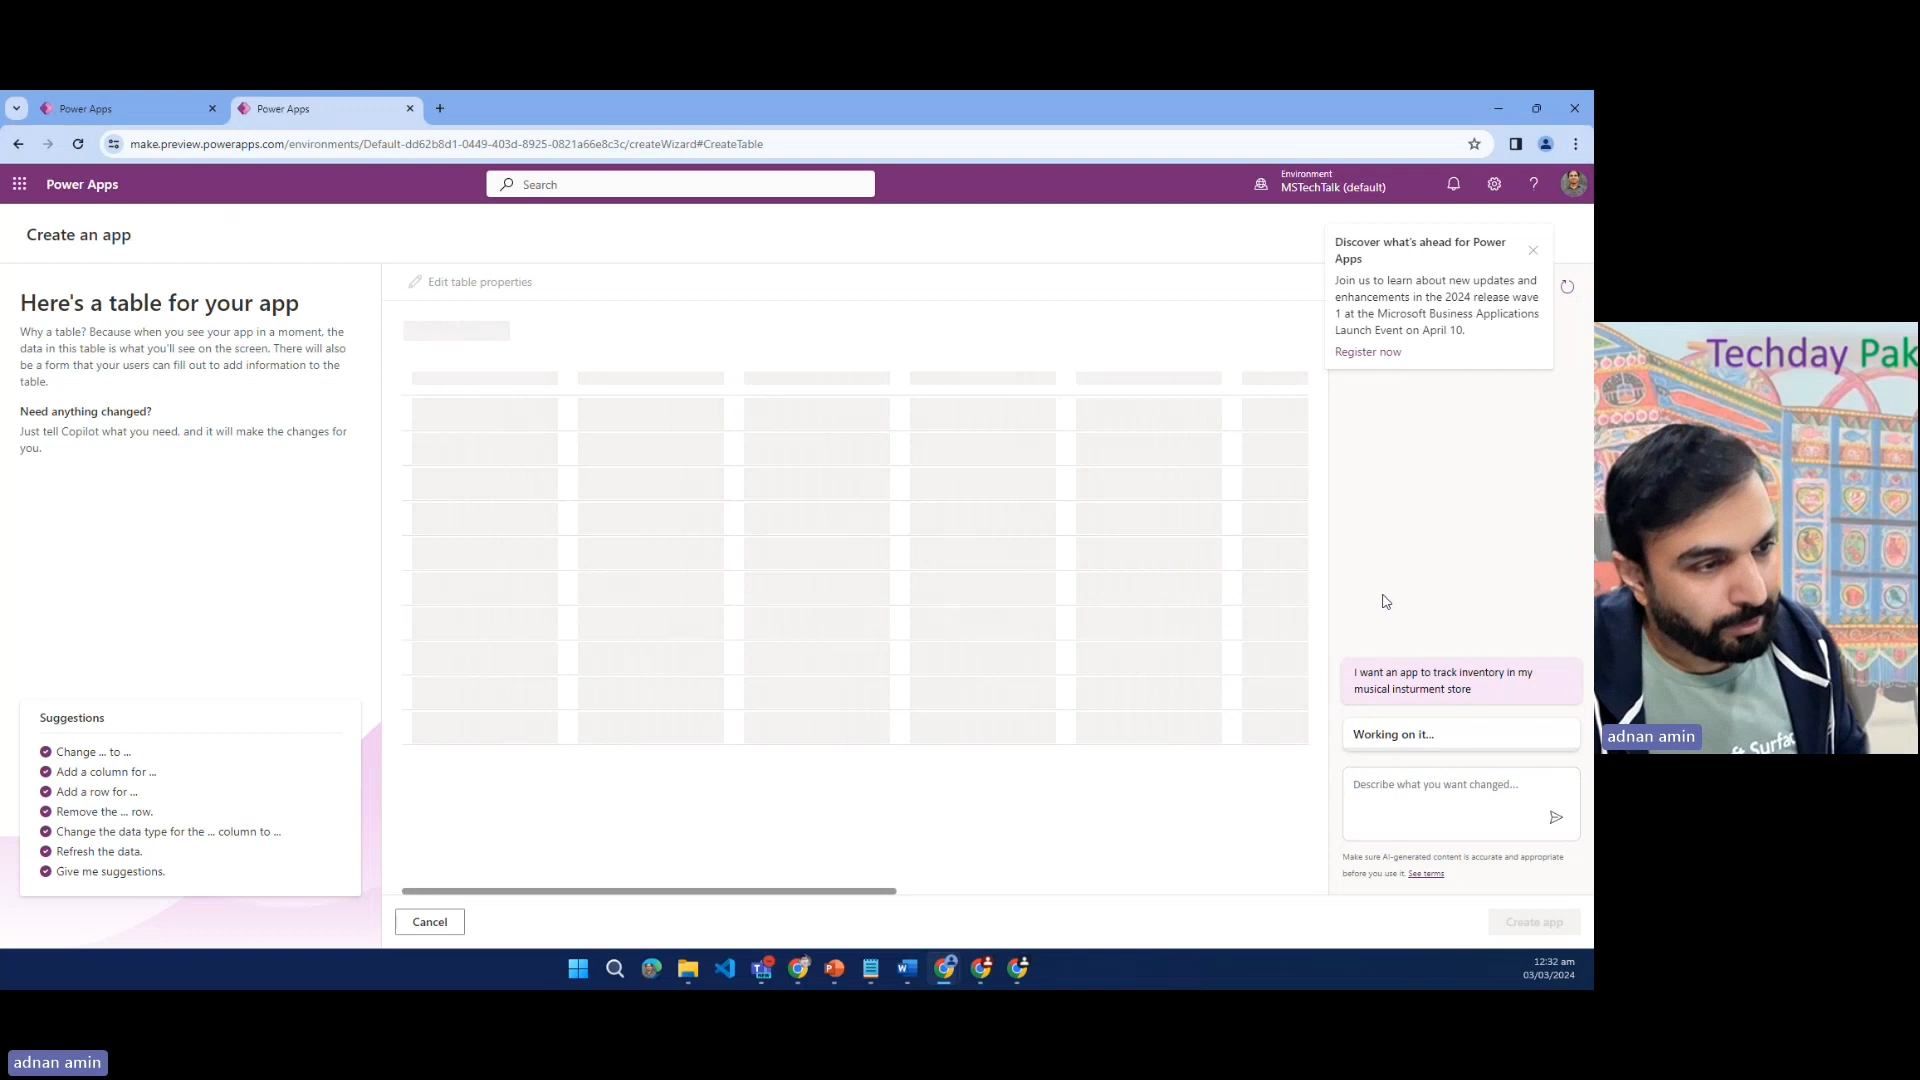 Power Apps
Power Apps
make.preview.powerapps.com/environments/Default-dd62b8d1-0449-403d-8925-0821a66e8c3c/createWizard#CreateTable
Power Apps
Search
Environment
MSTechTalk (default)
Create an app
Discover what's ahead for Power
Apps
Join us to learn about new updates and
enhancements in the 2024 release wave
1 at the Microsoft Business Applications
Launch Event on April 10.
Register now
Edit table properties
Here's a table for your app
Why a table? Because when you see your app in a moment, the
data in this table is what you'll see on the screen. There will also
be a form that your users can fill out to add information to the
table.
Need anything changed?
Just tell Copilot what you need, and it will make the changes for
you.
Suggestions
Change ... to ...
Add a column for ...
Add a row for ...
Remove the ... row.
Change the data type for the ... column to ...
Refresh the data.
Give me suggestions.
I want an app to track inventory in my
musical insturment store
Working on it...
Describe what you want changed...
Make sure AI-generated content is accurate and appropriate
before you use it. See terms
Cancel
Create app
12:32 am
03/03/2024
Techday Pak
adnan amin
adnan amin